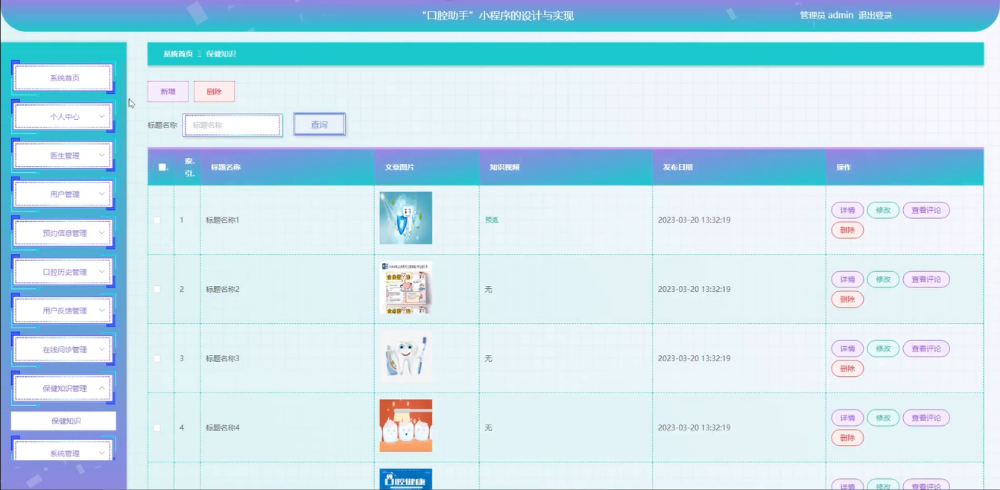 “口腔助手”小程序的设计与实现
管理员 admin 退出登录
系统首页
个人中心
医生管理
用户管理
预约信息管理
口腔历史管理
用户反馈管理
在线问诊管理
保健知识管理
保健知识
系统管理
系统首页 Ξ 保健知识
新增 删除
标题名称 标题名称 查询
索引. 标题名称 文章图片 知识视频 发布日期 操作
1 标题名称1 预览 2023-03-20 13:32:19 详情 修改 查看评论
删除
2 标题名称2 无 2023-03-20 13:32:19 详情 修改 查看评论
删除
3 标题名称3 无 2023-03-20 13:32:19 详情 修改 查看评论
删除
4 标题名称4 无 2023-03-20 13:32:19 详情 修改 查看评论
删除
口腔健康
详情 修改 查看评论